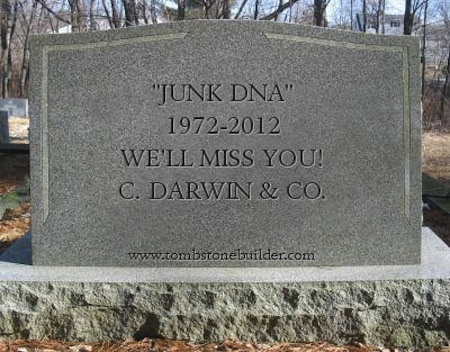 "JUNK DNA"
1972-2012
WE'LL MISS YOU!
C. DARWIN & CO.
www.tombstonebuilder.com